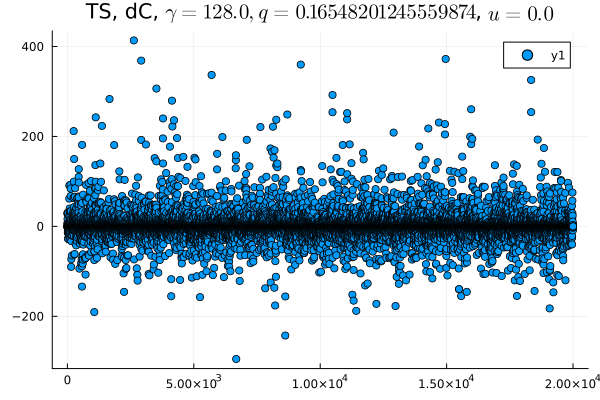 TS, dC, γ = 128.0, q = 0.16548201245559874, u = 0.0
y1
400
200
0
−200
0 5.00×10³ 1.00×10⁴ 1.50×10⁴ 2.00×10⁴